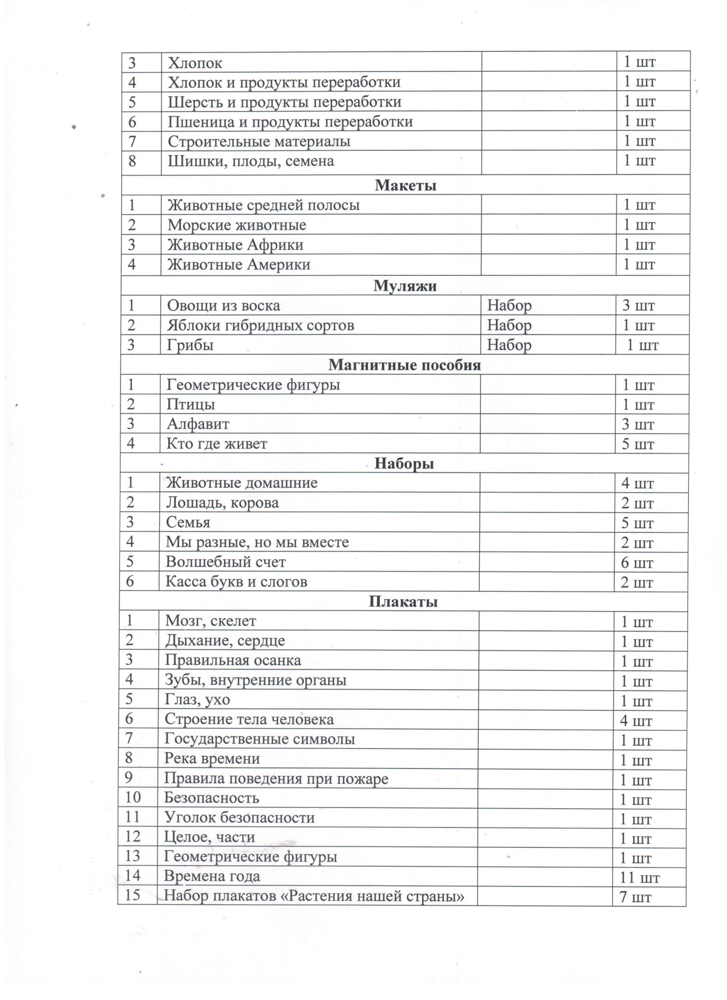 3 Хлопок 1 шт
4 Хлопок и продукты переработки 1 шт
5 Шерсть и продукты переработки 1 шт
6 Пшеница и продукты переработки 1 шт
7 Строительные материалы 1 шт
8 Шишки, плоды, семена 1 шт
Макеты
1 Животные средней полосы 1 шт
2 Морские животные 1 шт
3 Животные Африки 1 шт
4 Животные Америки 1 шт
Муляжи
1 Овощи из воска Набор 3 шт
2 Яблоки гибридных сортов Набор 1 шт
3 Грибы Набор 1 шт
Магнитные пособия
1 Геометрические фигуры 1 шт
2 Птицы 1 шт
3 Алфавит 3 шт
4 Кто где живет 5 шт
Наборы
1 Животные домашние 4 шт
2 Лошадь, корова 2 шт
3 Семья 5 шт
4 Мы разные, но мы вместе 2 шт
5 Волшебный счет 6 шт
6 Касса букв и слогов 2 шт
Плакаты
1 Мозг, скелет 1 шт
2 Дыхание, сердце 1 шт
3 Правильная осанка 1 шт
4 Зубы, внутренние органы 1 шт
5 Глаз, ухо 1 шт
6 Строение тела человека 4 шт
7 Государственные символы 1 шт
8 Река времени 1 шт
9 Правила поведения при пожаре 1 шт
10 Безопасность 1 шт
11 Уголок безопасности 1 шт
12 Целое, части 1 шт
13 Геометрические фигуры 1 шт
14 Времена года 11 шт
15 Набор плакатов «Растения нашей страны» 7 шт